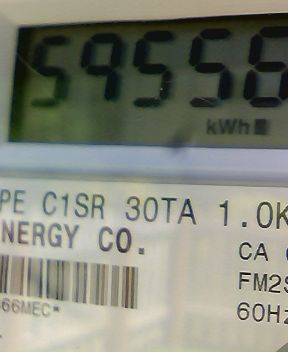 59556
kWh
PE C1SR 30TA 1.0K
NERGY CO.
CA
FM2S
66MEC*
60Hz